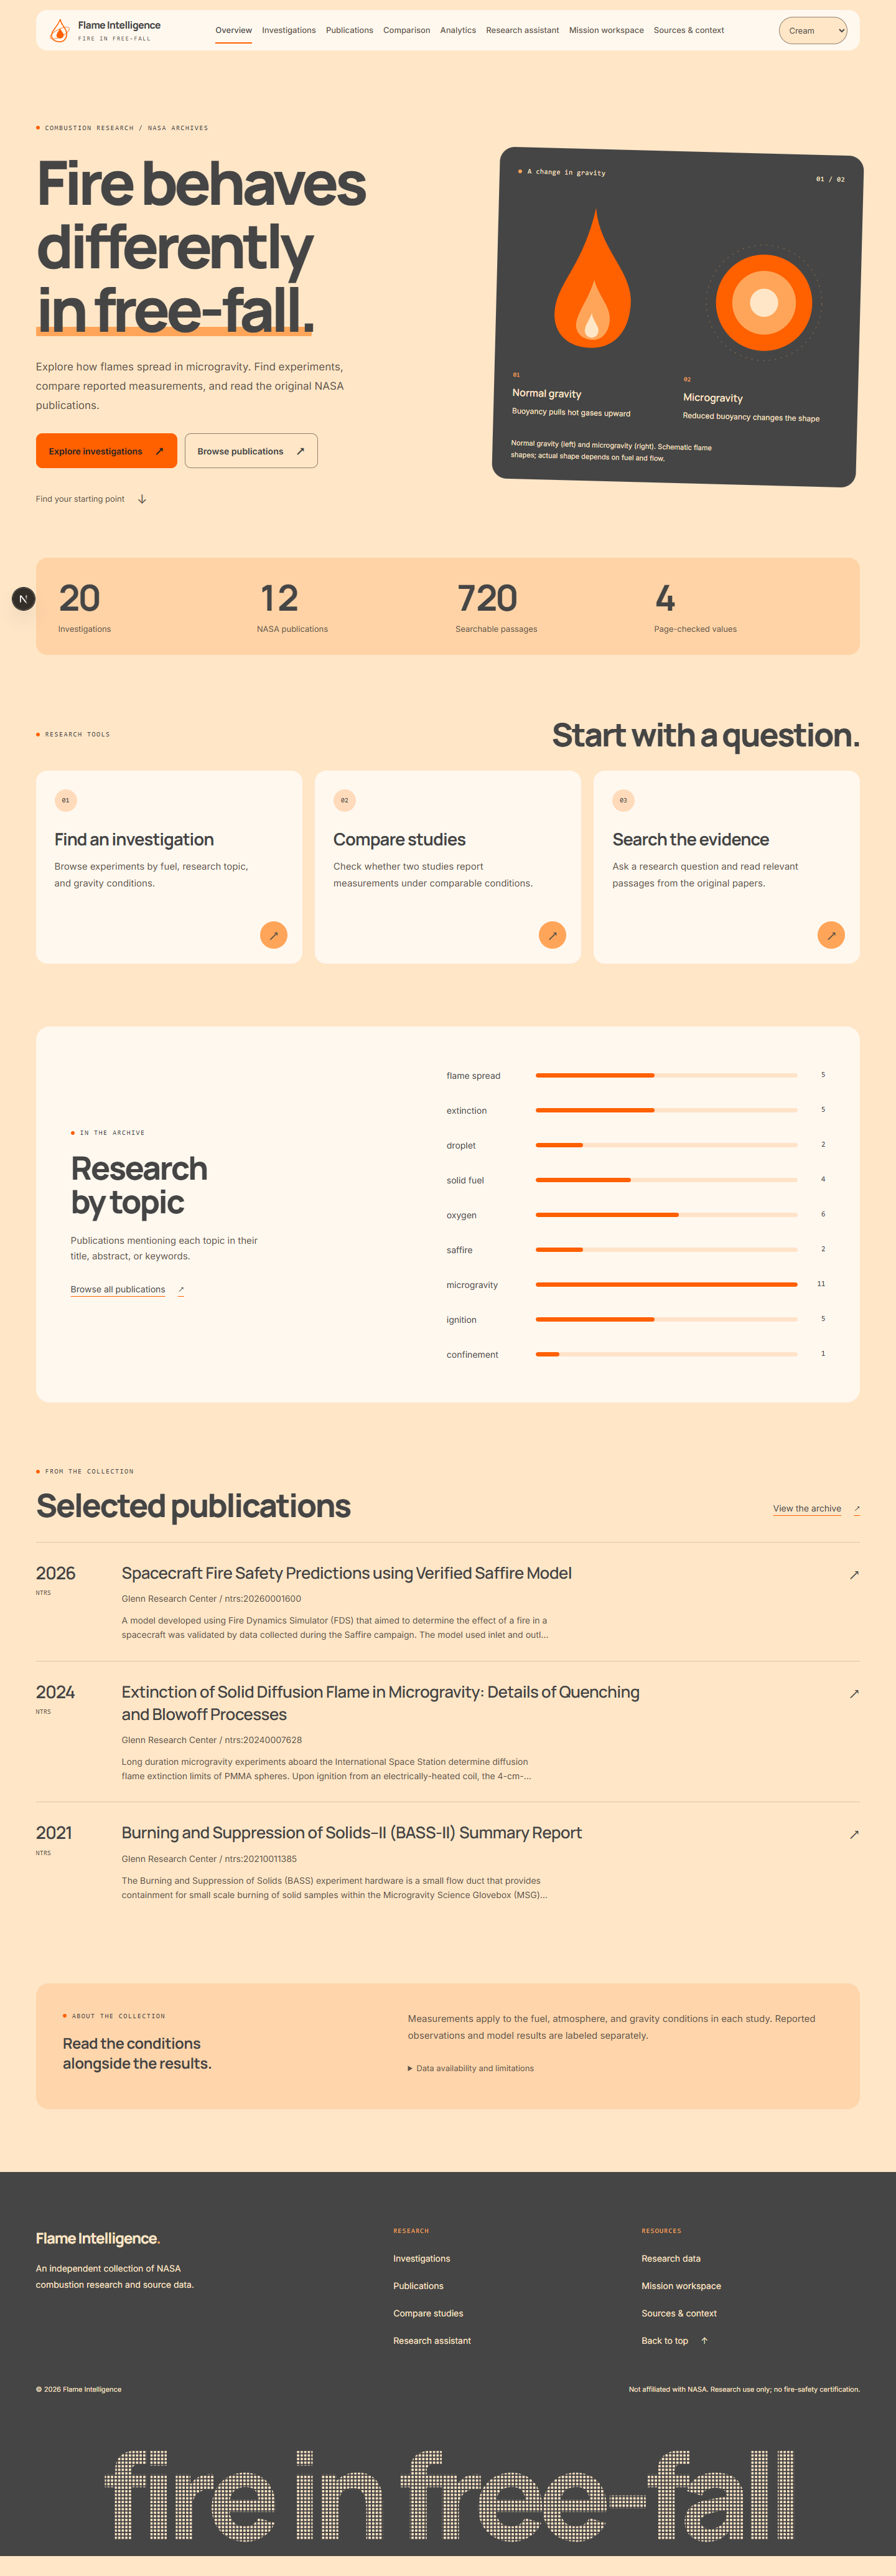 Flame Intelligence
FIRE IN FREE-FALL
Overview
Investigations
Publications
Comparison
Analytics
Research assistant
Mission workspace
Sources & context
Cream
COMBUSTION RESEARCH / NASA ARCHIVES
Fire behaves
differently
in free-fall.
Explore how flames spread in microgravity. Find experiments,
compare reported measurements, and read the original NASA
publications.
Explore investigations ↗
Browse publications ↗
Find your starting point ↓
A change in gravity
01 / 02
01
Normal gravity
Buoyancy pulls hot gases upward
02
Microgravity
Reduced buoyancy changes the shape
Normal gravity (left) and microgravity (right). Schematic flame
shapes; actual shape depends on fuel and flow.
N
20
Investigations
12
NASA publications
720
Searchable passages
4
Page-checked values
RESEARCH TOOLS
Start with a question.
01
Find an investigation
Browse experiments by fuel, research topic,
and gravity conditions.
↗
02
Compare studies
Check whether two studies report
measurements under comparable conditions.
↗
03
Search the evidence
Ask a research question and read relevant
passages from the original papers.
↗
IN THE ARCHIVE
Research
by topic
Publications mentioning each topic in their
title, abstract, or keywords.
Browse all publications ↗
flame spread 5
extinction 5
droplet 2
solid fuel 4
oxygen 6
saffire 2
microgravity 11
ignition 5
confinement 1
FROM THE COLLECTION
Selected publications
View the archive ↗
2026
NTRS
Spacecraft Fire Safety Predictions using Verified Saffire Model
Glenn Research Center / ntrs:20260001600
A model developed using Fire Dynamics Simulator (FDS) that aimed to determine the effect of a fire in a
spacecraft was validated by data collected during the Saffire campaign. The model used inlet and outl...
↗
2024
NTRS
Extinction of Solid Diffusion Flame in Microgravity: Details of Quenching
and Blowoff Processes
Glenn Research Center / ntrs:20240007628
Long duration microgravity experiments aboard the International Space Station determine diffusion
flame extinction limits of PMMA spheres. Upon ignition from an electrically-heated coil, the 4-cm-...
↗
2021
NTRS
Burning and Suppression of Solids–II (BASS-II) Summary Report
Glenn Research Center / ntrs:20210011385
The Burning and Suppression of Solids (BASS) experiment hardware is a small flow duct that provides
containment for small scale burning of solid samples within the Microgravity Science Glovebox (MSG)...
↗
ABOUT THE COLLECTION
Read the conditions
alongside the results.
Measurements apply to the fuel, atmosphere, and gravity conditions in each study. Reported
observations and model results are labeled separately.
▶ Data availability and limitations
Flame Intelligence.
An independent collection of NASA
combustion research and source data.
RESEARCH
Investigations
Publications
Compare studies
Research assistant
RESOURCES
Research data
Mission workspace
Sources & context
Back to top ↑
© 2026 Flame Intelligence
Not affiliated with NASA. Research use only; no fire-safety certification.
fire in free-fall